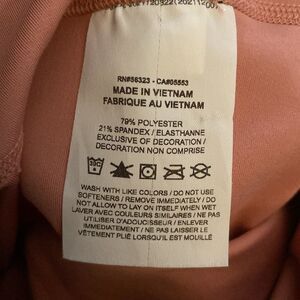 RN#56323 - CA#05553
MADE IN VIETNAM
FABRIQUE AU VIETNAM
79% POLYESTER
21% SPANDEX / ELASTHANNE
EXCLUSIVE OF DECORATION /
DECORATION NON COMPRISE
WASH WITH LIKE COLORS / DO NOT USE
SOFTENERS / REMOVE IMMEDIATELY / DO
NOT ALLOW TO LAY ON ITSELF WHEN WET
LAVER AVEC COULEURS SIMILAIRES / NE PAS
UTILISER D'ADOUCISSEUR / ENLEVER
IMMÉDIATEMENT / NE PAS LAISSER LE
VÊTEMENT PLIÉ LORSQU'IL EST MOUILLÉ